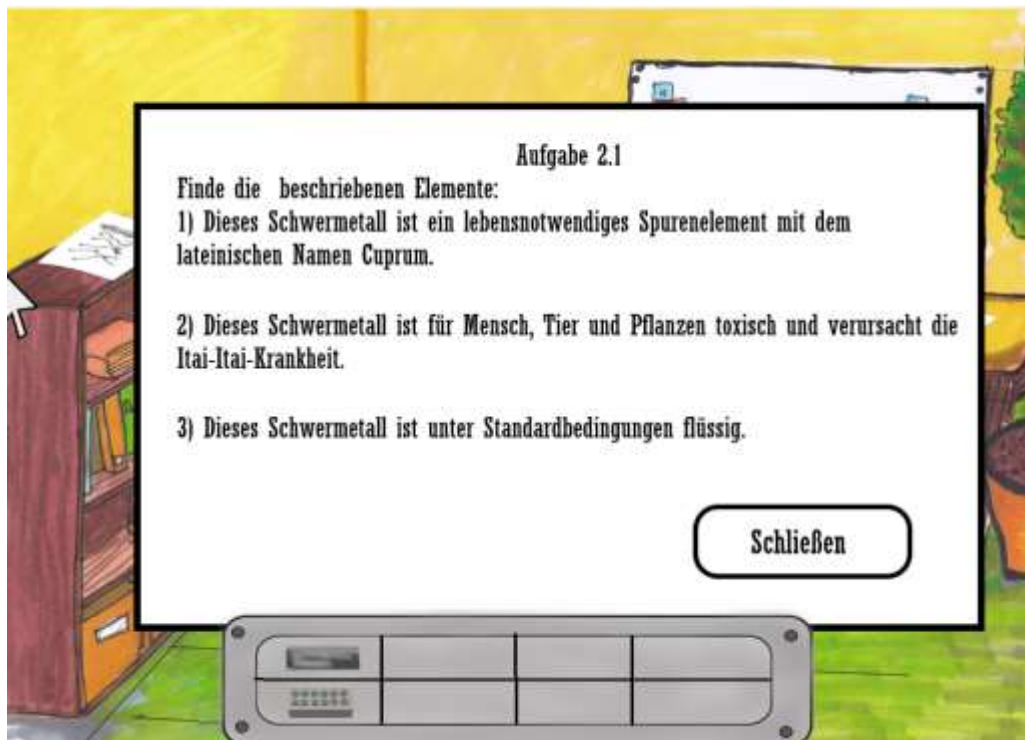 Aufgabe 2.1
Finde die beschriebenen Elemente:
1) Dieses Schwermetall ist ein lebensnotwendiges Spurenelement mit dem
lateinischen Namen Cuprum.
2) Dieses Schwermetall ist für Mensch, Tier und Pflanzen toxisch und verursacht die
Itai-Itai-Krankheit.
3) Dieses Schwermetall ist unter Standardbedingungen flüssig.
Schließen